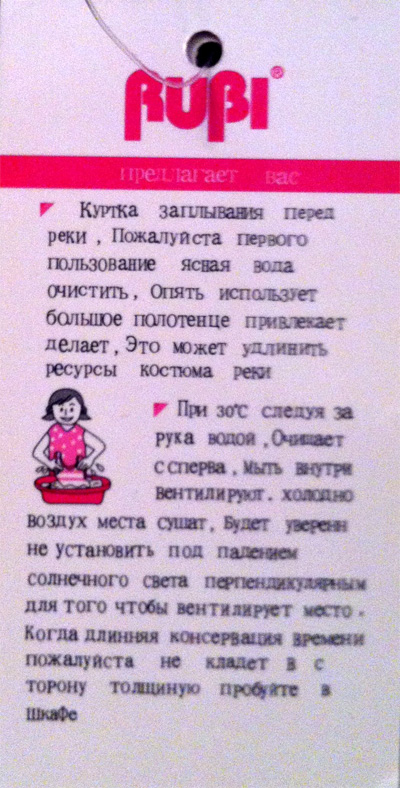 RUBI®
предлагает вас
Куртка заплывания перед
реки , Пожалуйста первого
пользование ясная вода
очистить, Опять использует
большое полотенце привлекает
делает, Это может удлинить
ресурсы костюма реки
При 30℃ следуя за
рука водой ,Очищает
с сперва , Мыть внутри
вентилируют. холодно
воздух места сушат, Будет уверенн
не установить под падением
солнечного света перпендикулярным
для того чтобы вентилирует место .
Когда длинняя консервация времени
пожалуйста не кладет в с
торону толщиную пробуйте в
шкафе